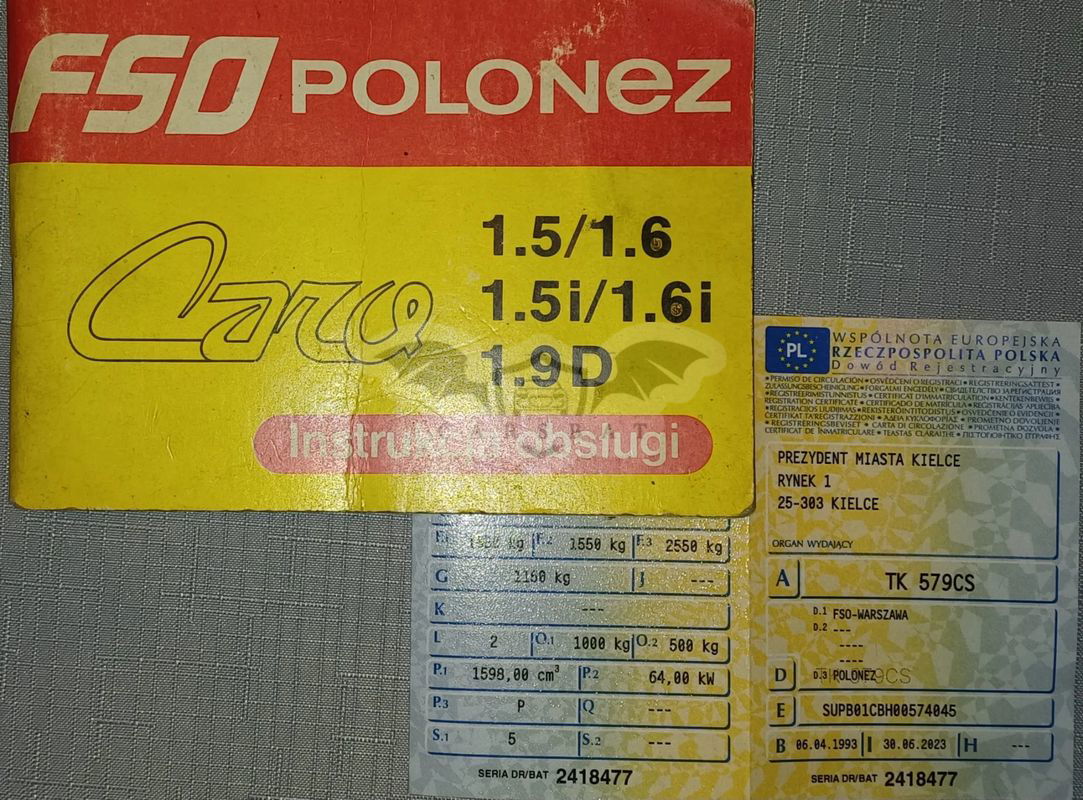 FSO POLONEZ
Caro
1.5/1.6
1.5i/1.6i
1.9D
Instrukcja obsługi
PL
WSPÓLNOTA EUROPEJSKA
RZECZPOSPOLITA POLSKA
Dowód Rejestracyjny
PREZYDENT MIASTA KIELCE
RYNEK 1
25-303 KIELCE
ORGAN WYDAJĄCY
A TK 579CS
D.1 FSO-WARSZAWA
D.2 ---
----
----
D D.3 POLONEZ
E SUPB01CBH00574045
B 06.04.1993 I 30.06.2023 H ---
SERIA DR/BAT 2418477
F.1 kg F.2 1550 kg F.3 2550 kg
G 1160 kg J ---
K ---
L 2 O.1 1000 kg O.2 500 kg
P.1 1598,00 cm³ P.2 64,00 kW
P.3 P Q ---
S.1 5 S.2 ---
SERIA DR/BAT 2418477